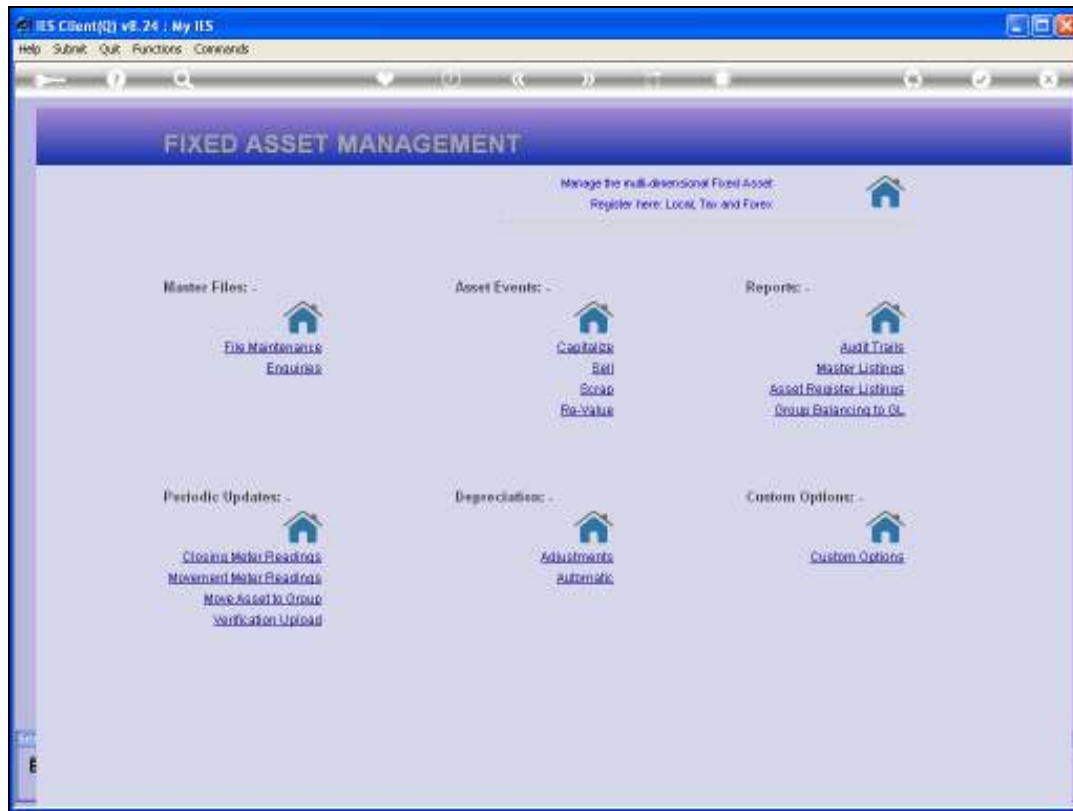 IES Client(Q) v8.24 : My IES
Help Submit Quit Functions Commands
FIXED ASSET MANAGEMENT
Manage the multi-dimensional Fixed Asset
Register here: Local, Tax and Forex
Master Files: -
File Maintenance
Enquiries
Asset Events: -
Capitalize
Sell
Scrap
Re-Value
Reports: -
Audit Trails
Master Listings
Asset Register Listings
Group Balancing to GL
Periodic Updates: -
Closing Meter Readings
Movement Meter Readings
Move Asset to Group
Verification Upload
Depreciation: -
Adjustments
Automatic
Custom Options: -
Custom Options